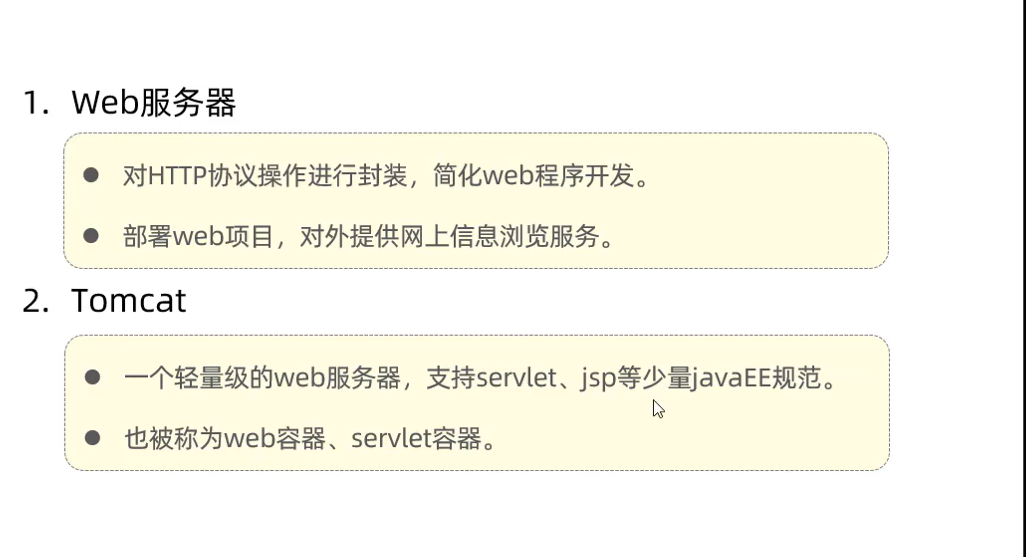 1. Web服务器
● 对HTTP协议操作进行封装，简化web程序开发。
● 部署web项目，对外提供网上信息浏览服务。
2. Tomcat
● 一个轻量级的web服务器，支持servlet、jsp等少量javaEE规范。
● 也被称为web容器、servlet容器。